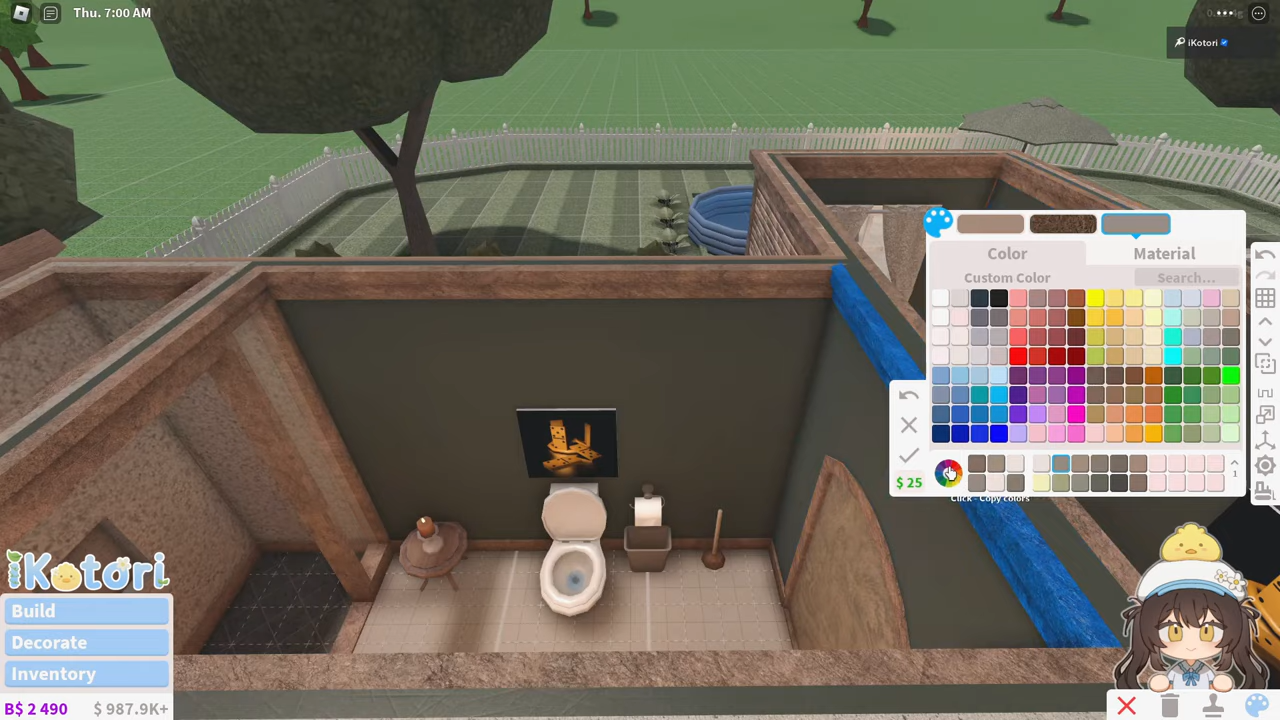 Thu. 7:00 AM
iKotori
Color
Material
Custom Color
Search...
1
$ 25
Click - Copy colors
iKotori
Build
Decorate
Inventory
B$ 2 490
$ 987.9K+